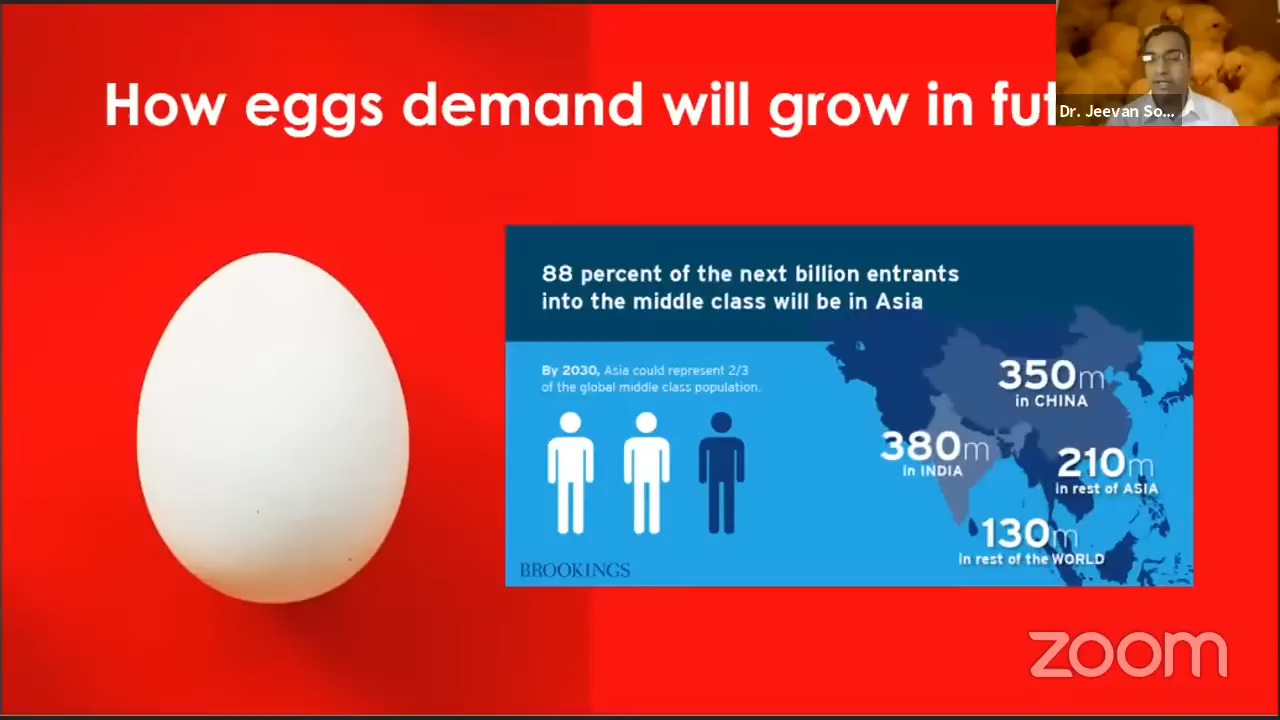 How eggs demand will grow in fut
Dr. Jeevan So...
88 percent of the next billion entrants
into the middle class will be in Asia
By 2030, Asia could represent 2/3
of the global middle class population.
350m
in CHINA
380m
in INDIA
210m
in rest of ASIA
130m
in rest of the WORLD
BROOKINGS
zoom